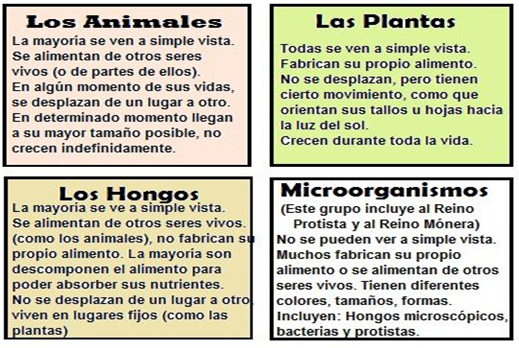 Los Animales
La mayoría se ven a simple vista.
Se alimentan de otros seres
vivos (o de partes de ellos).
En algún momento de sus vidas,
se desplazan de un lugar a otro.
En determinado momento llegan
a su mayor tamaño posible, no
crecen indefinidamente.
Las Plantas
Todas se ven a simple vista.
Fabrican su propio alimento.
No se desplazan, pero tienen
cierto movimiento, como que
orientan sus tallos u hojas hacia
la luz del sol.
Crecen durante toda la vida.
Los Hongos
La mayoría se ve a simple vista.
Se alimentan de otros seres vivos.
(como los animales), no fabrican su
propio alimento. La mayoría son
descomponen el alimento para
poder absorber sus nutrientes.
No se desplazan de un lugar a otro,
viven en lugares fijos (como las
plantas)
Microorganismos
(Este grupo incluye al Reino
Protista y al Reino Mónera)
No se pueden ver a simple vista.
Muchos fabrican su propio
alimento o se alimentan de otros
seres vivos. Tienen diferentes
colores, tamaños, formas.
Incluyen: Hongos microscópicos,
bacterias y protistas.